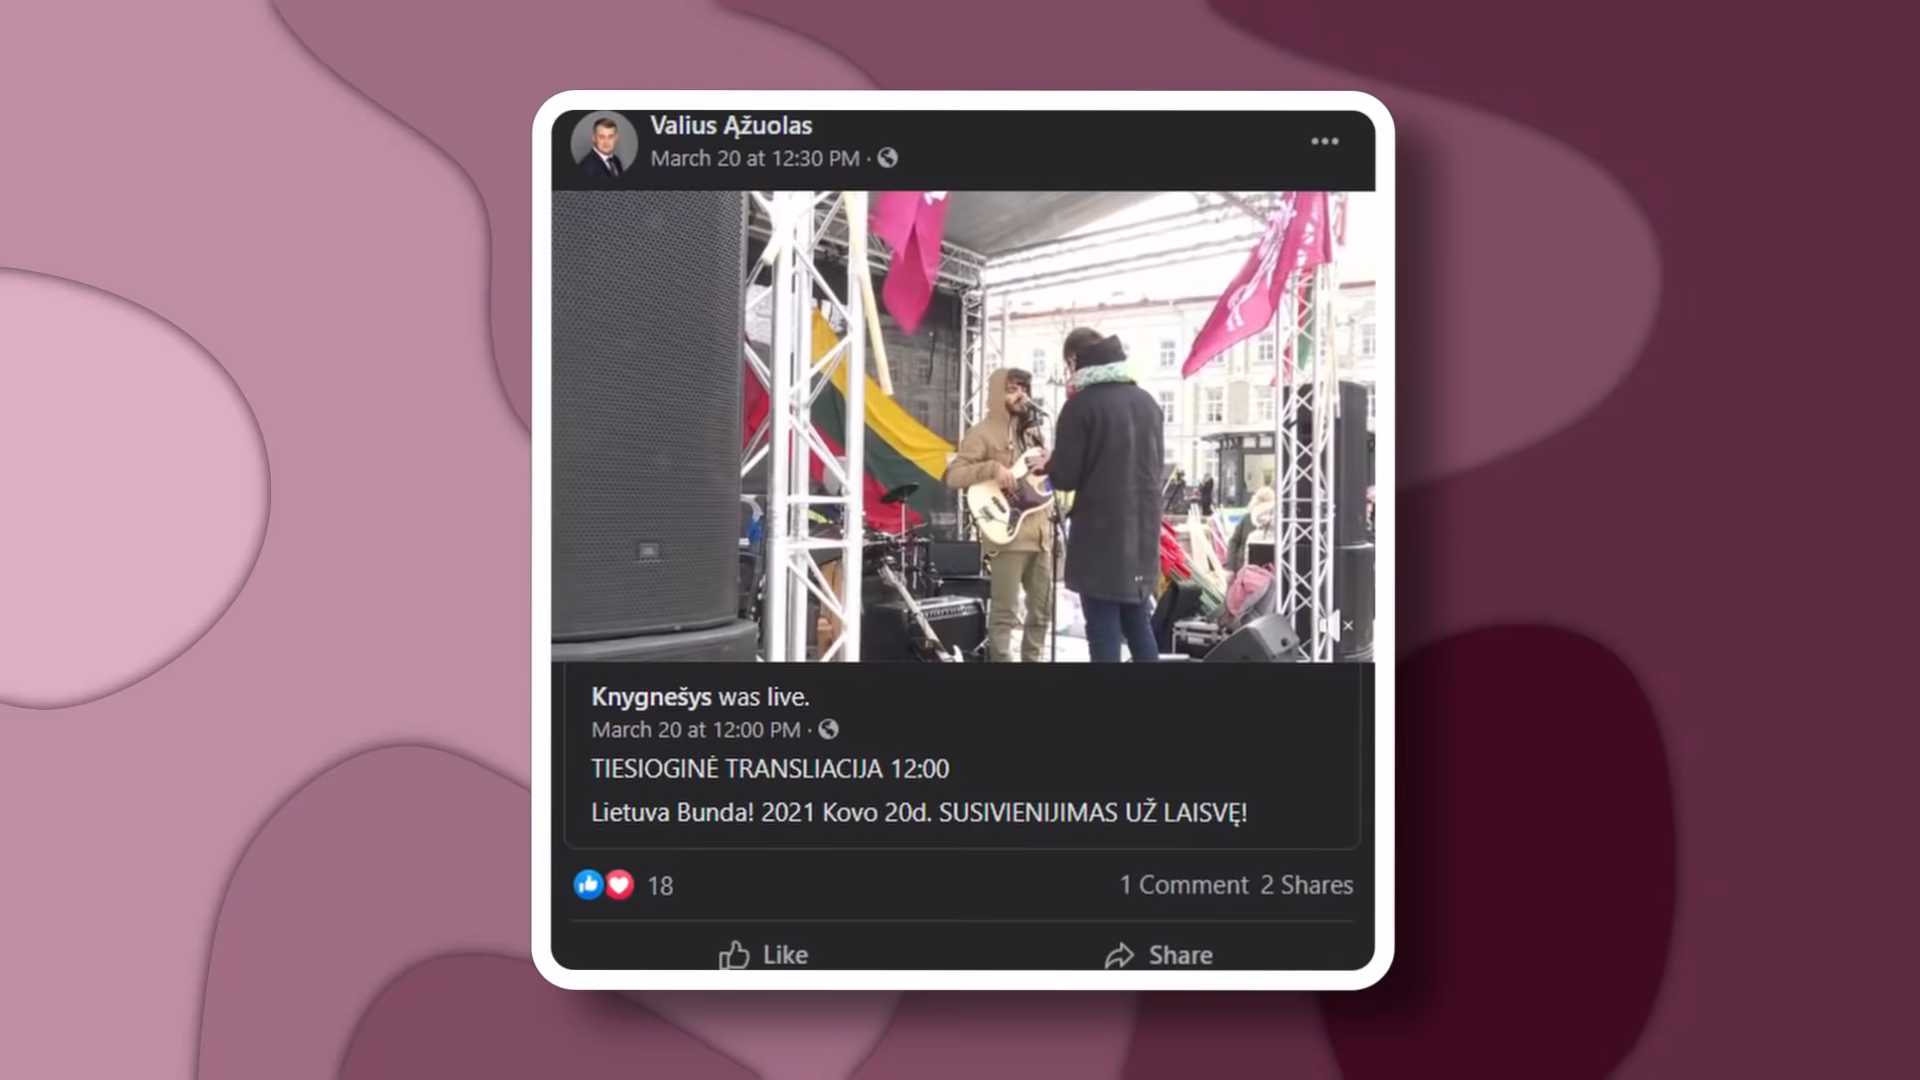 Valius Ąžuolas
March 20 at 12:30 PM ·
Knygnešys was live.
March 20 at 12:00 PM ·
TIESIOGINĖ TRANSLIACIJA 12:00
Lietuva Bunda! 2021 Kovo 20d. SUSIVIENIJIMAS UŽ LAISVĘ!
18
1 Comment 2 Shares
Like
Share